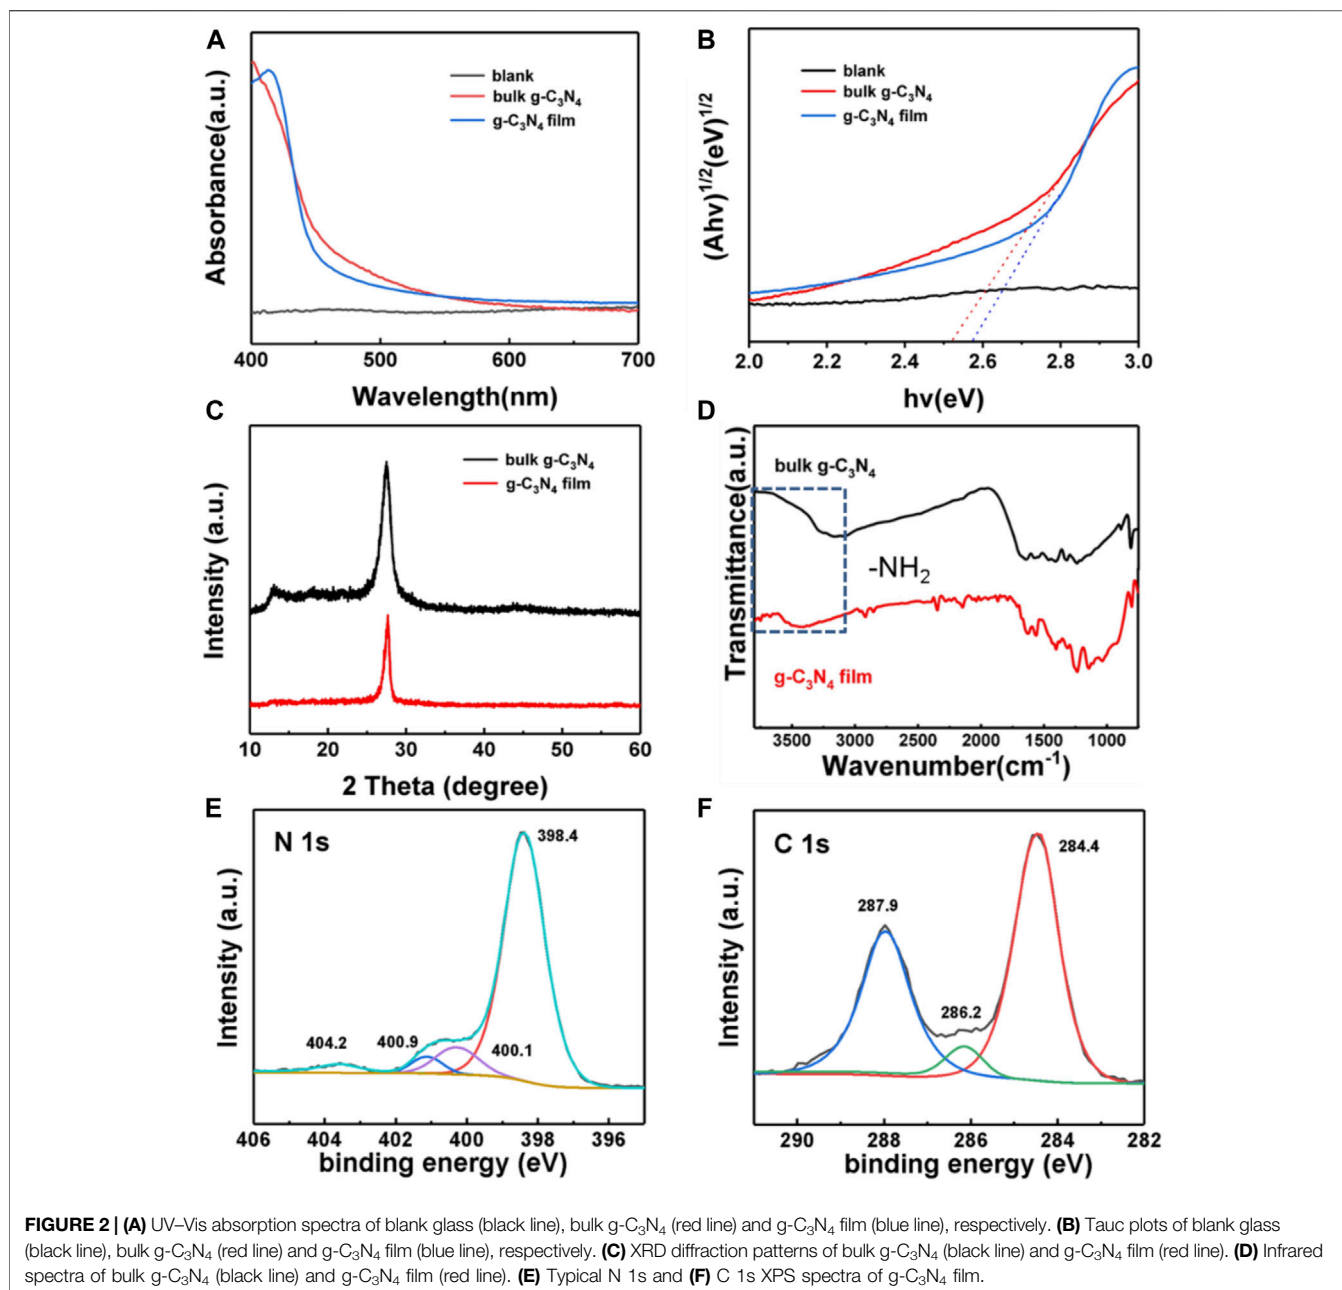 A
blank
bulk g-C₃N₄
g-C₃N₄ film
Absorbance(a.u.)
400 500 600 700
Wavelength(nm)
B
blank
bulk g-C₃N₄
g-C₃N₄ film
(Ahv)^1/2(eV)^1/2
2.0 2.2 2.4 2.6 2.8 3.0
hv(eV)
C
bulk g-C₃N₄
g-C₃N₄ film
Intensity (a.u.)
10 20 30 40 50 60
2 Theta (degree)
D
bulk g-C₃N₄
-NH₂
g-C₃N₄ film
Transmittance(a.u.)
3500 3000 2500 2000 1500 1000
Wavenumber(cm⁻¹)
E
N 1s
398.4
404.2
400.9
400.1
Intensity (a.u.)
406 404 402 400 398 396
binding energy (eV)
F
C 1s
284.4
287.9
286.2
Intensity (a.u.)
290 288 286 284 282
binding energy (eV)
FIGURE 2 | (A) UV–Vis absorption spectra of blank glass (black line), bulk g-C₃N₄ (red line) and g-C₃N₄ film (blue line), respectively. (B) Tauc plots of blank glass
(black line), bulk g-C₃N₄ (red line) and g-C₃N₄ film (blue line), respectively. (C) XRD diffraction patterns of bulk g-C₃N₄ (black line) and g-C₃N₄ film (red line). (D) Infrared
spectra of bulk g-C₃N₄ (black line) and g-C₃N₄ film (red line). (E) Typical N 1s and (F) C 1s XPS spectra of g-C₃N₄ film.